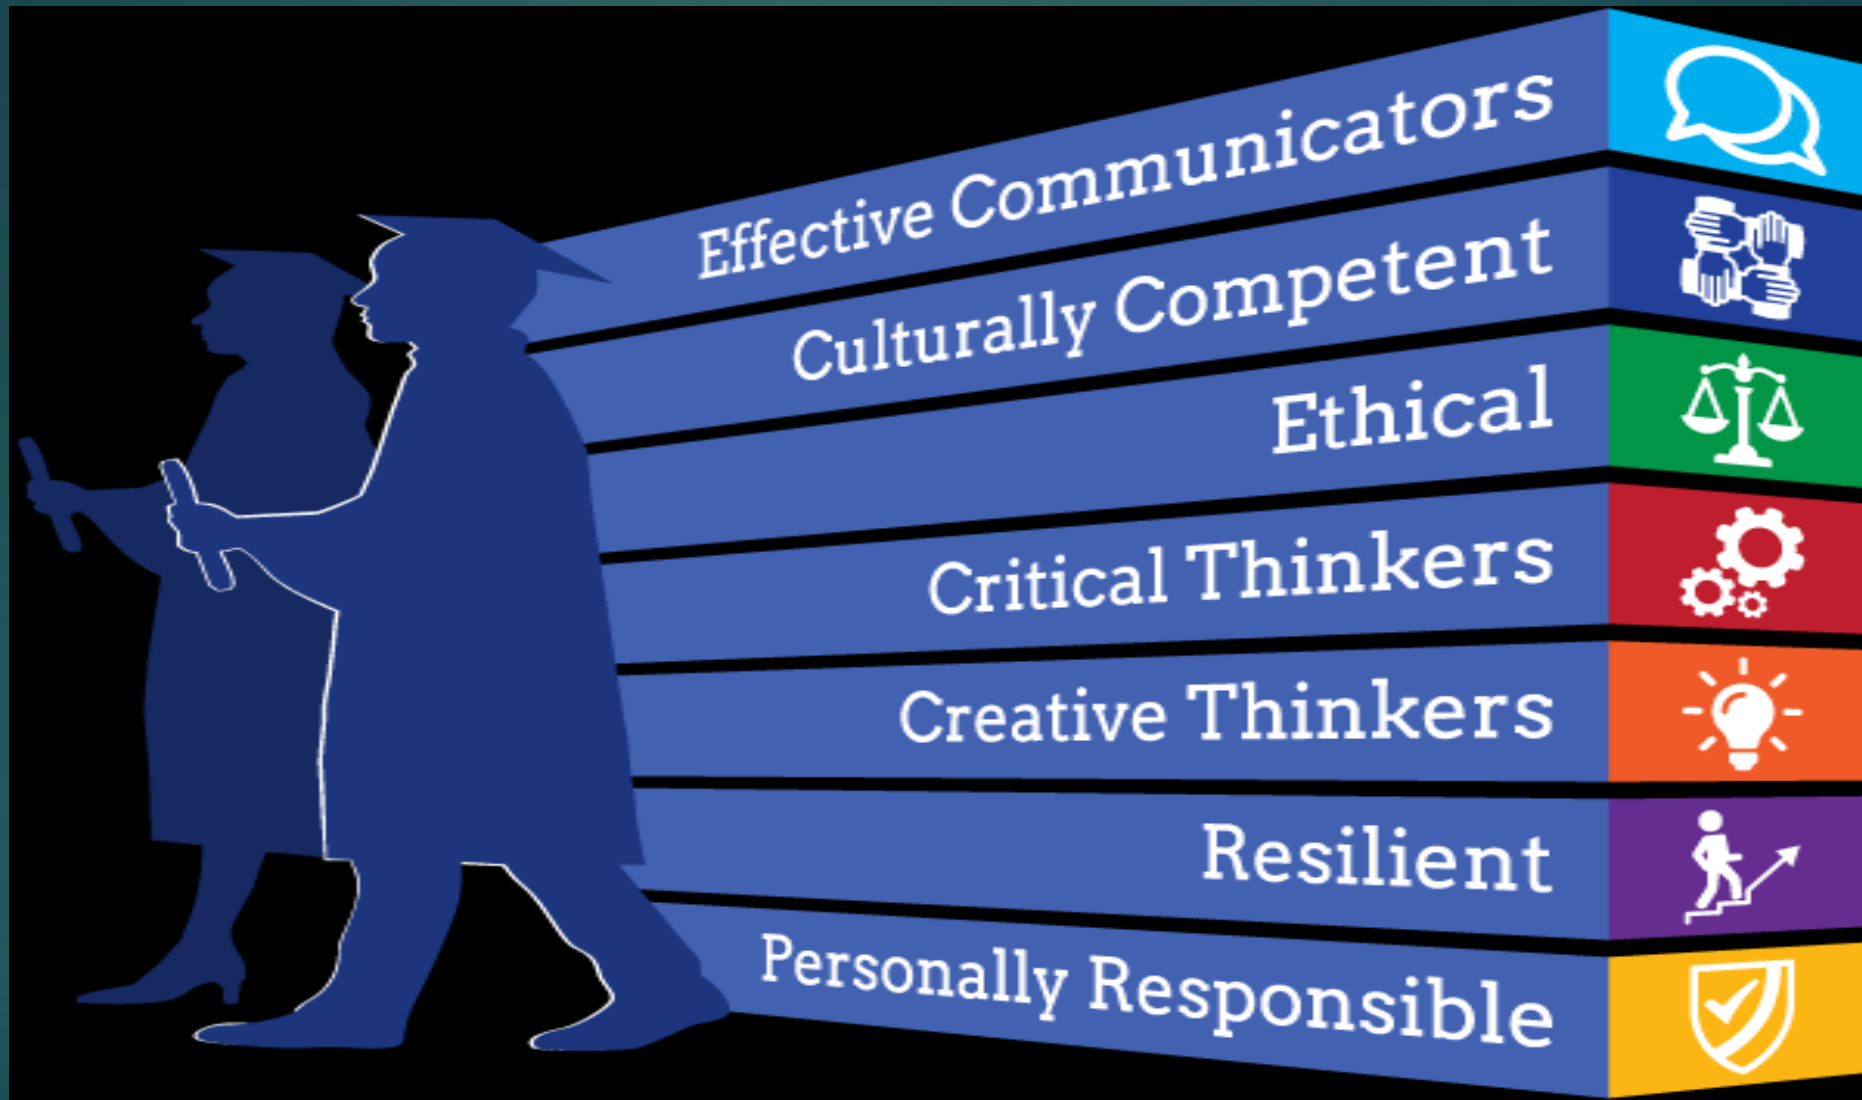 Effective Communicators
Culturally Competent
Ethical
Critical Thinkers
Creative Thinkers
Resilient
Personally Responsible